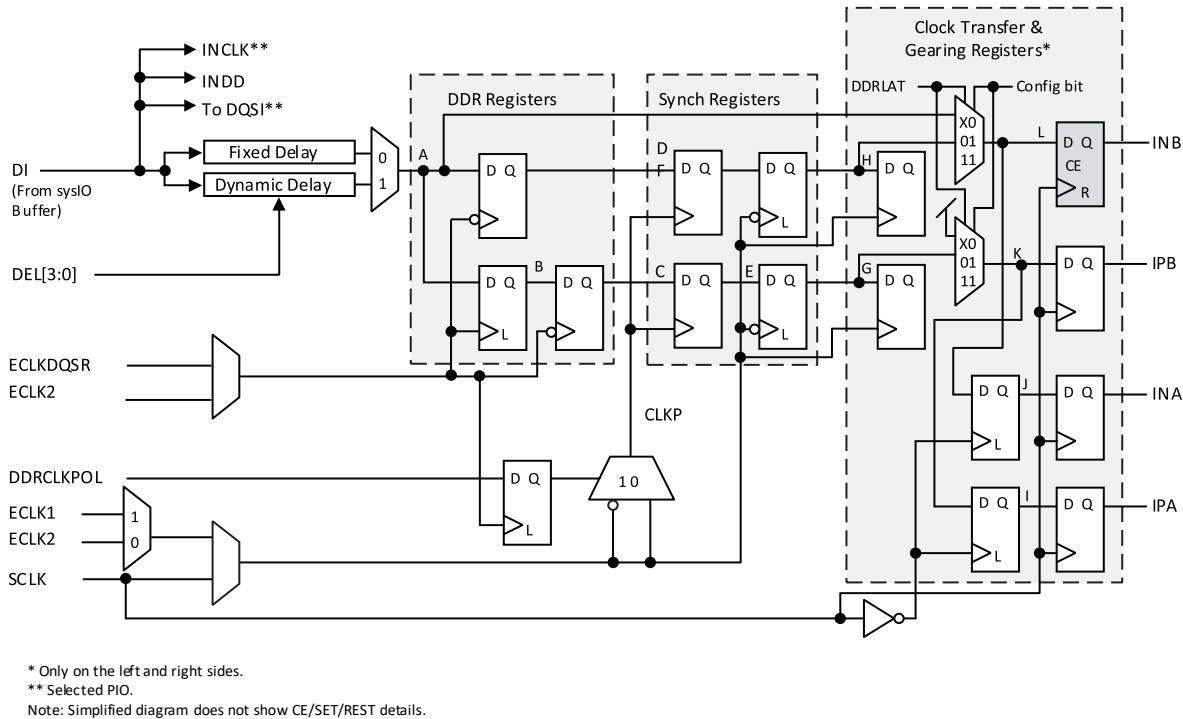 Clock Transfer &
Gearing Registers*
INCLK**
INDD
To DQSI**
DDR Registers
Synch Registers
DDRLAT
Config bit
X0
01
11
L
D Q
CE
R
INB
DI
(From sysIO
Buffer)
Fixed Delay
Dynamic Delay
0
1
A
D Q
D
F
D Q
D Q
L
H
D Q
DEL[3:0]
D Q
L
B
D Q
C
D Q
E
D Q
L
G
D Q
X0
01
11
K
D Q
IPB
ECLKDQSR
ECLK2
CLKP
D Q
L
J
D Q
INA
DDRCLKPOL
D Q
L
1 0
ECLK1
ECLK2
1
0
SCLK
D Q
L
I
D Q
IPA
* Only on the left and right sides.
** Selected PIO.
Note: Simplified diagram does not show CE/SET/REST details.